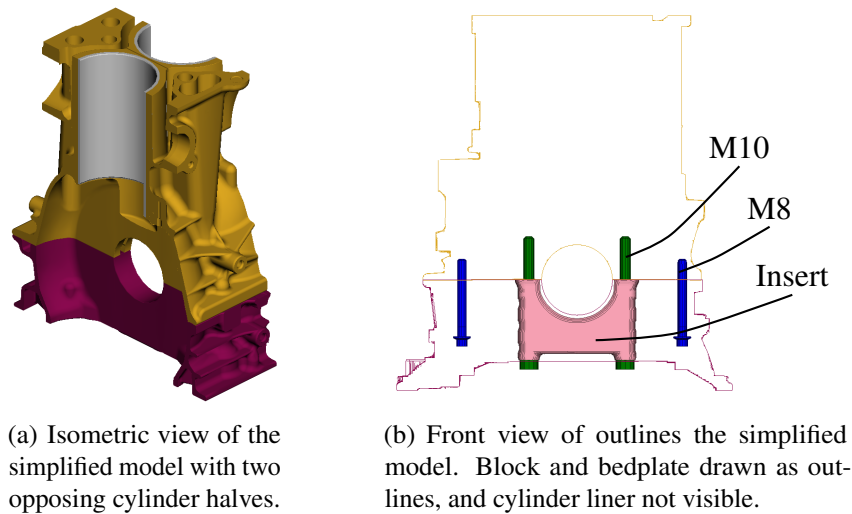 M10
M8
Insert
(a) Isometric view of the
simplified model with two
opposing cylinder halves.
(b) Front view of outlines the simplified
model. Block and bedplate drawn as out-
lines, and cylinder liner not visible.